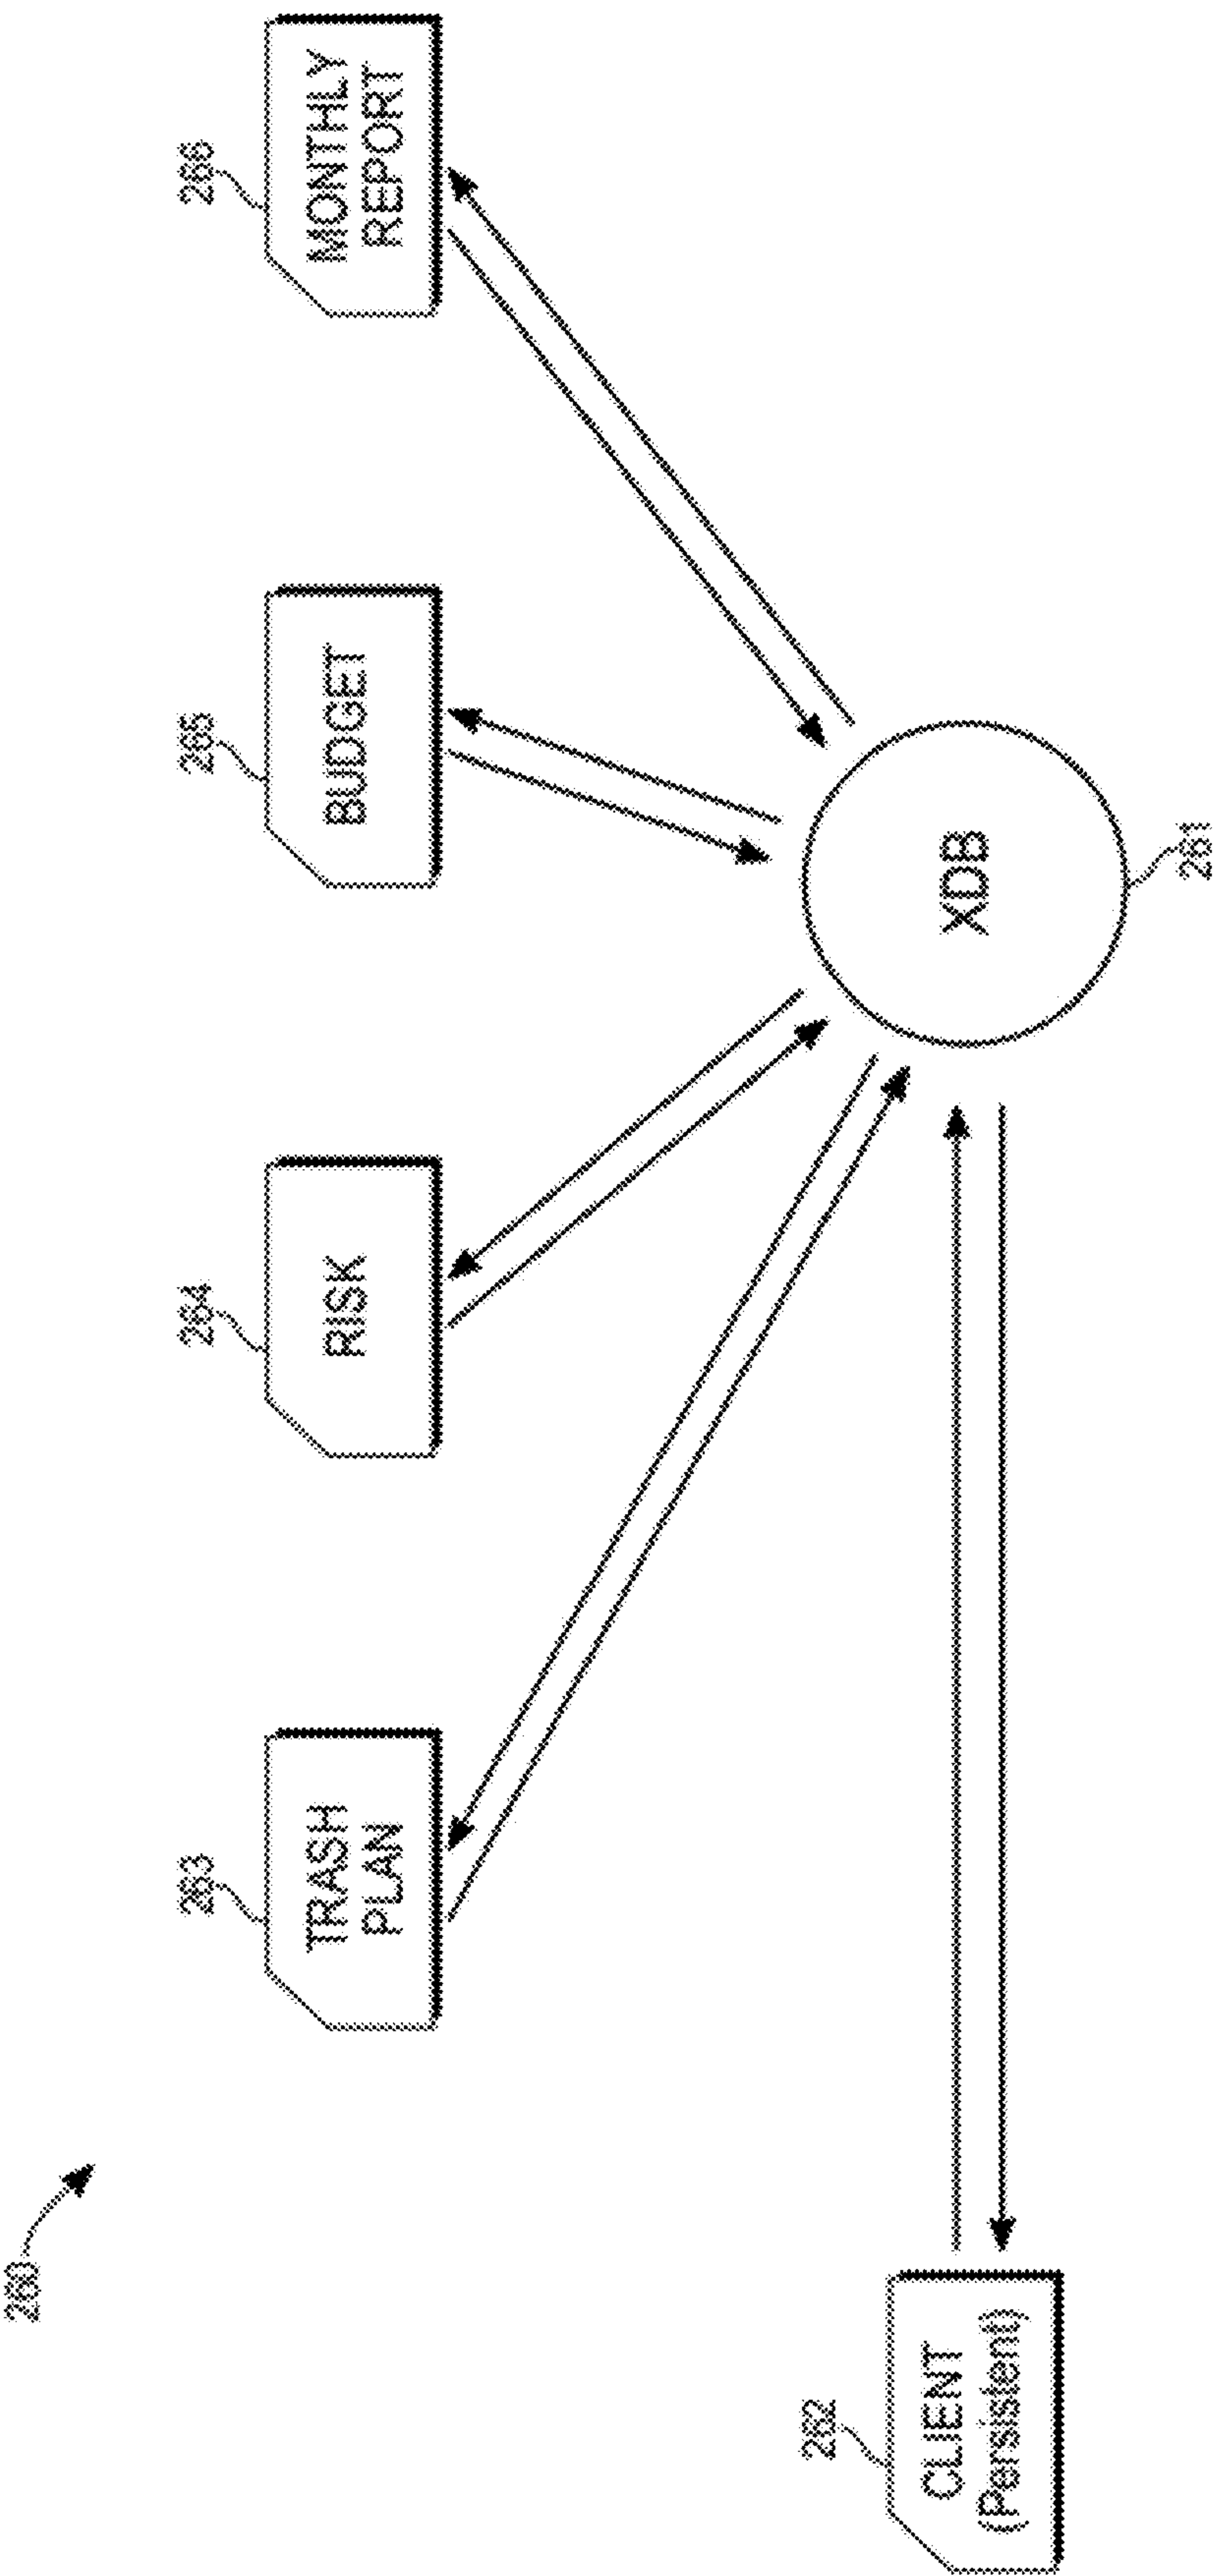 260
263
TRASH
PLAN
264
RISK
265
BUDGET
266
MONTHLY
REPORT
262
CLIENT
(Persistent)
XDB
261